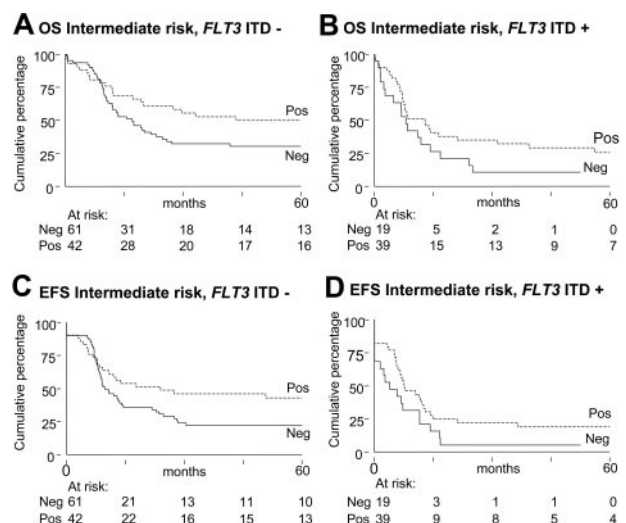 A OS Intermediate risk, FLT3 ITD -
Cumulative percentage
100
75
50
25
0
Pos
Neg
0 months 60
At risk:
Neg 61 31 18 14 13
Pos 42 28 20 17 16
B OS Intermediate risk, FLT3 ITD +
Cumulative percentage
100
75
50
25
0
Pos
Neg
0 months 60
At risk:
Neg 19 5 2 1 0
Pos 39 15 13 9 7
C EFS Intermediate risk, FLT3 ITD -
Cumulative percentage
100
75
50
25
0
Pos
Neg
0 months 60
At risk:
Neg 61 21 13 11 10
Pos 42 22 16 15 13
D EFS Intermediate risk, FLT3 ITD +
Cumulative percentage
100
75
50
25
0
Pos
Neg
0 months 60
At risk:
Neg 19 3 1 1 0
Pos 39 9 8 5 4